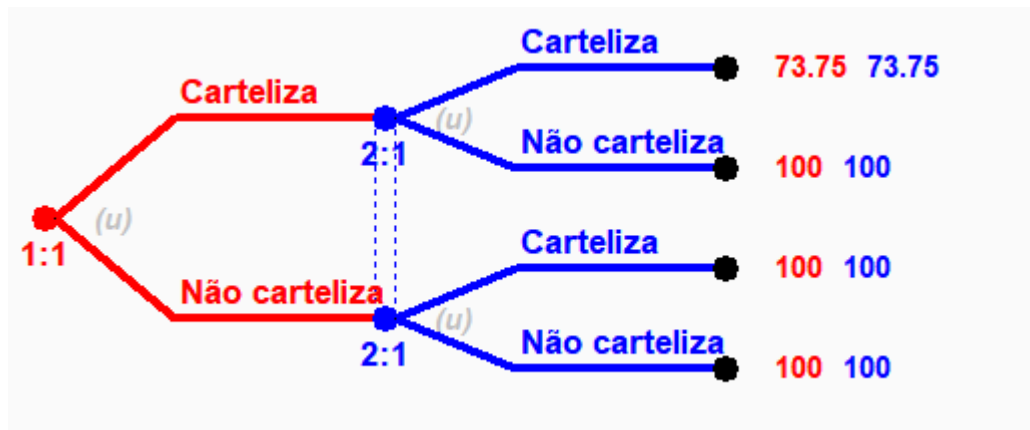 Carteliza
73.75 73.75
Carteliza
(u)
2:1
Não carteliza
100 100
(u)
1:1
Carteliza
100 100
Não carteliza
(u)
2:1
Não carteliza
100 100